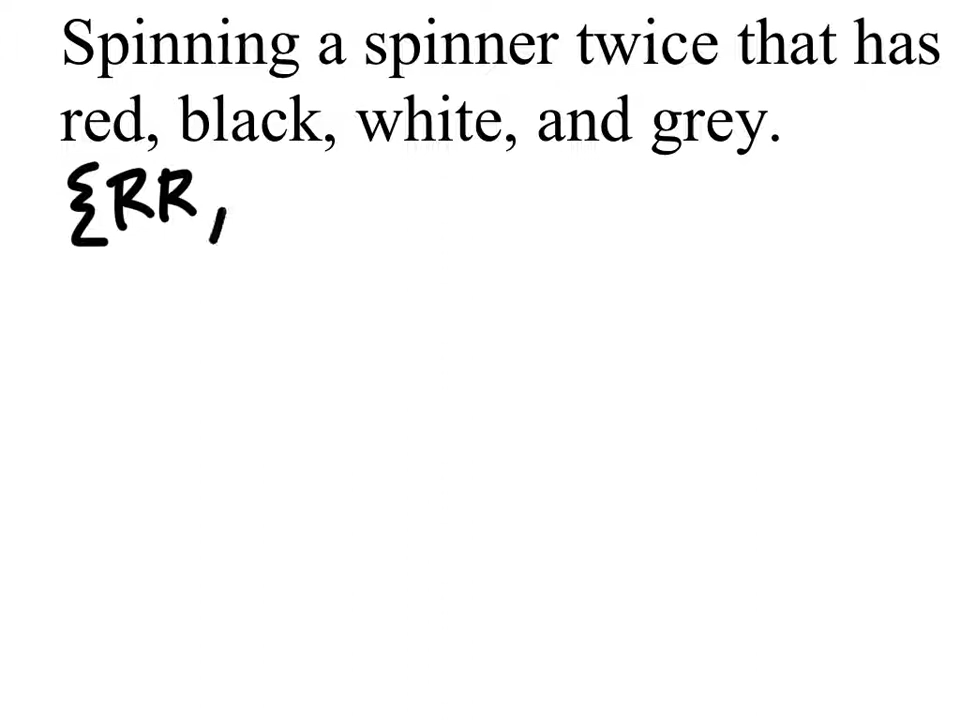 Spinning a spinner twice that has
red, black, white, and grey.
{RR,